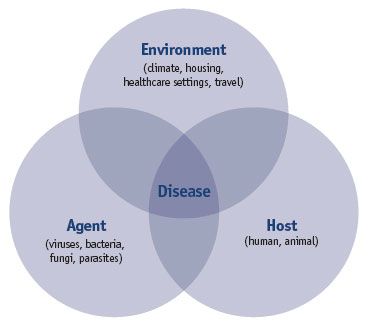 Environment
(climate, housing,
healthcare settings, travel)
Disease
Agent
(viruses, bacteria,
fungi, parasites)
Host
(human, animal)